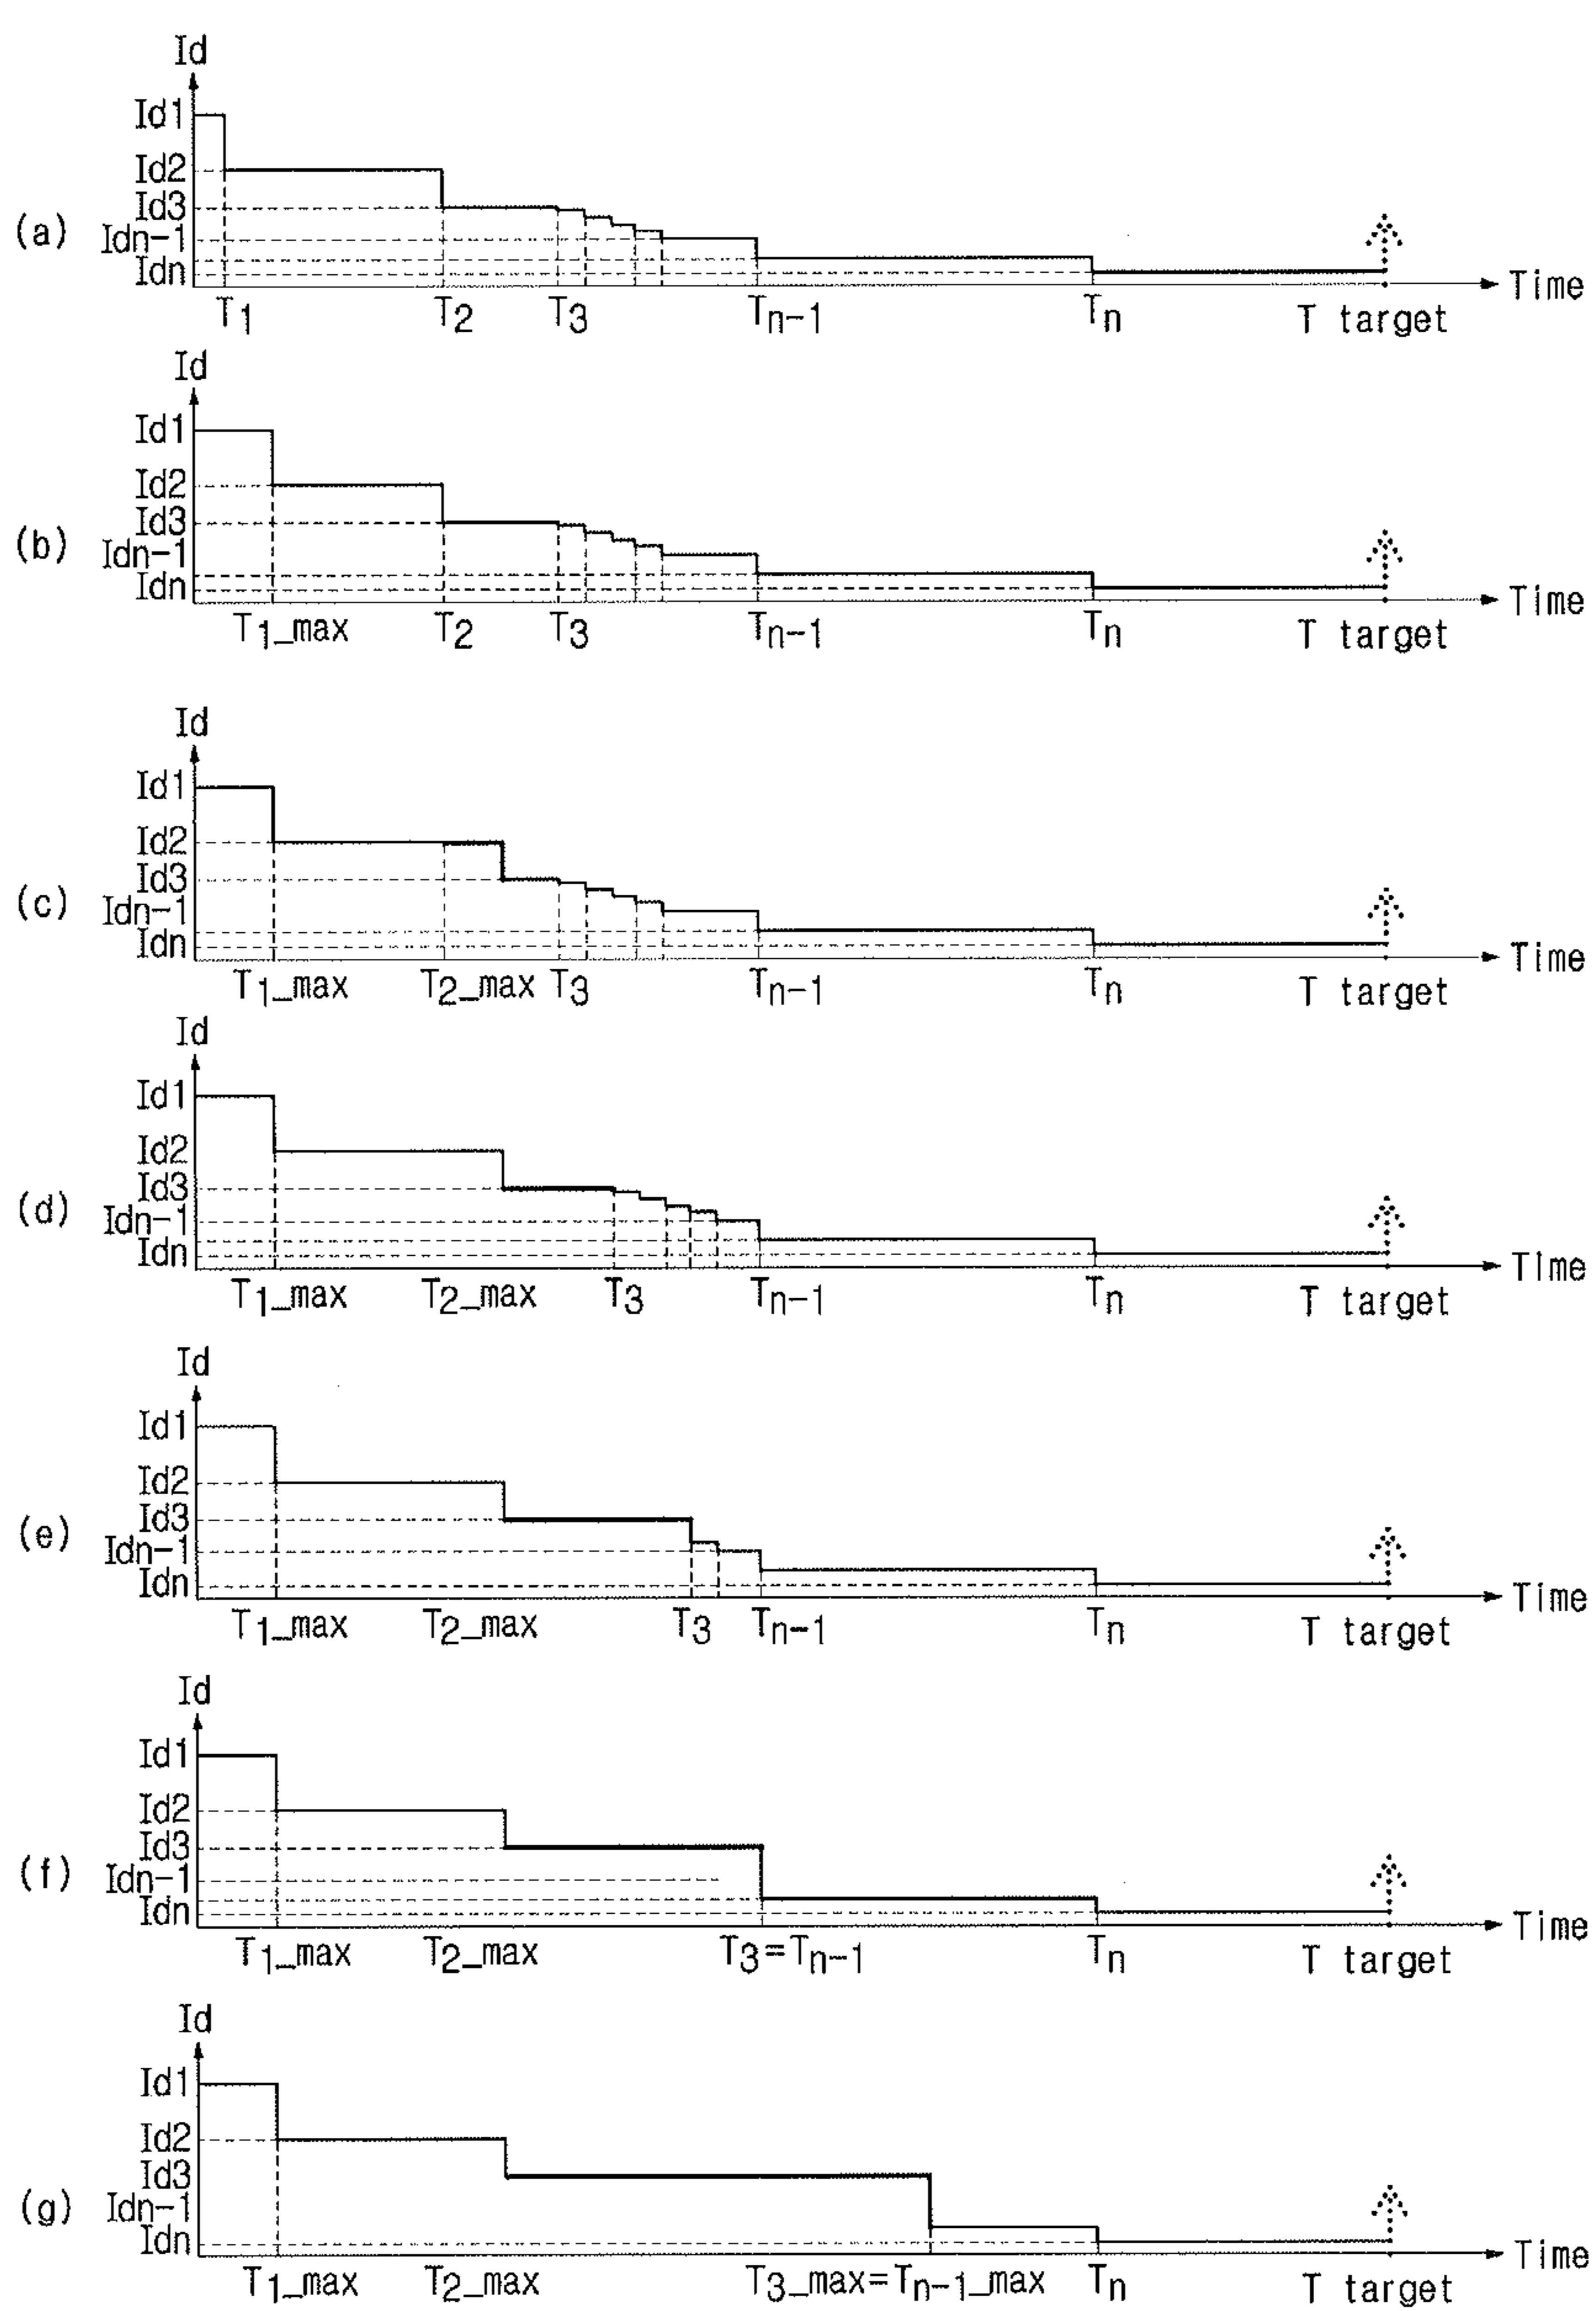 Id
Id1
Id2
Id3
(a) Idn-1
Idn
Time
T1 T2 T3 Tn-1 Tn T target
Id
Id1
Id2
Id3
(b) Idn-1
Idn
Time
T1_max T2 T3 Tn-1 Tn T target
Id
Id1
Id2
Id3
(c) Idn-1
Idn
Time
T1_max T2_max T3 Tn-1 Tn T target
Id
Id1
Id2
Id3
(d) Idn-1
Idn
Time
T1_max T2_max T3 Tn-1 Tn T target
Id
Id1
Id2
Id3
(e) Idn-1
Idn
Time
T1_max T2_max T3 Tn-1 Tn T target
Id
Id1
Id2
Id3
(f) Idn-1
Idn
Time
T1_max T2_max T3=Tn-1 Tn T target
Id
Id1
Id2
Id3
(g) Idn-1
Idn
Time
T1_max T2_max T3_max=Tn-1_max Tn T target